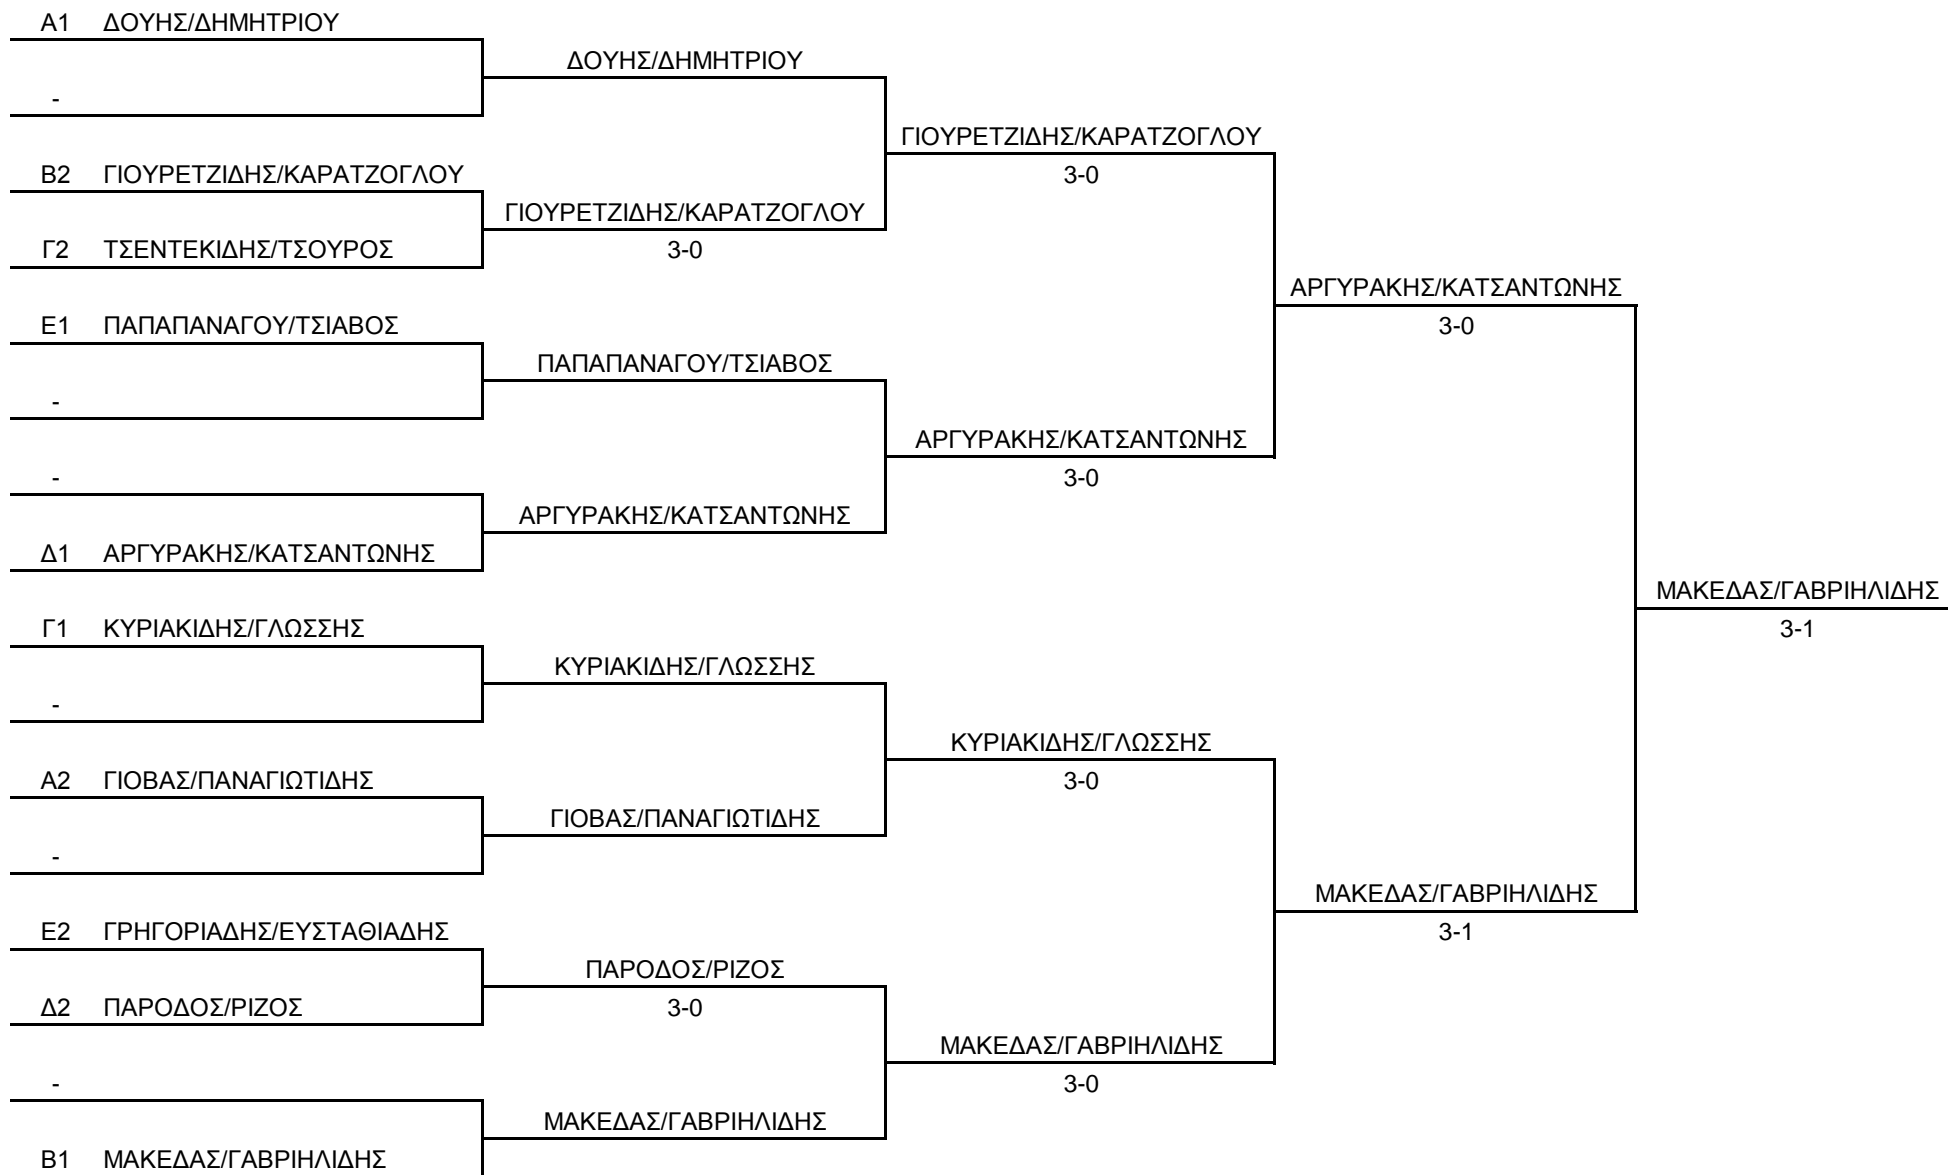 Α1 ΔΟΥΗΣ/ΔΗΜΗΤΡΙΟΥ
ΔΟΥΗΣ/ΔΗΜΗΤΡΙΟΥ
-
ΓΙΟΥΡΕΤΖΙΔΗΣ/ΚΑΡΑΤΖΟΓΛΟΥ
3-0
Β2 ΓΙΟΥΡΕΤΖΙΔΗΣ/ΚΑΡΑΤΖΟΓΛΟΥ
ΓΙΟΥΡΕΤΖΙΔΗΣ/ΚΑΡΑΤΖΟΓΛΟΥ
3-0
Γ2 ΤΣΕΝΤΕΚΙΔΗΣ/ΤΣΟΥΡΟΣ
ΑΡΓΥΡΑΚΗΣ/ΚΑΤΣΑΝΤΩΝΗΣ
3-0
Ε1 ΠΑΠΑΠΑΝΑΓΟΥ/ΤΣΙΑΒΟΣ
ΠΑΠΑΠΑΝΑΓΟΥ/ΤΣΙΑΒΟΣ
-
ΑΡΓΥΡΑΚΗΣ/ΚΑΤΣΑΝΤΩΝΗΣ
3-0
-
ΑΡΓΥΡΑΚΗΣ/ΚΑΤΣΑΝΤΩΝΗΣ
Δ1 ΑΡΓΥΡΑΚΗΣ/ΚΑΤΣΑΝΤΩΝΗΣ
ΜΑΚΕΔΑΣ/ΓΑΒΡΙΗΛΙΔΗΣ
3-1
Γ1 ΚΥΡΙΑΚΙΔΗΣ/ΓΛΩΣΣΗΣ
ΚΥΡΙΑΚΙΔΗΣ/ΓΛΩΣΣΗΣ
-
ΚΥΡΙΑΚΙΔΗΣ/ΓΛΩΣΣΗΣ
3-0
Α2 ΓΙΟΒΑΣ/ΠΑΝΑΓΙΩΤΙΔΗΣ
ΓΙΟΒΑΣ/ΠΑΝΑΓΙΩΤΙΔΗΣ
-
ΜΑΚΕΔΑΣ/ΓΑΒΡΙΗΛΙΔΗΣ
3-1
Ε2 ΓΡΗΓΟΡΙΑΔΗΣ/ΕΥΣΤΑΘΙΑΔΗΣ
ΠΑΡΟΔΟΣ/ΡΙΖΟΣ
3-0
Δ2 ΠΑΡΟΔΟΣ/ΡΙΖΟΣ
ΜΑΚΕΔΑΣ/ΓΑΒΡΙΗΛΙΔΗΣ
3-0
-
ΜΑΚΕΔΑΣ/ΓΑΒΡΙΗΛΙΔΗΣ
Β1 ΜΑΚΕΔΑΣ/ΓΑΒΡΙΗΛΙΔΗΣ